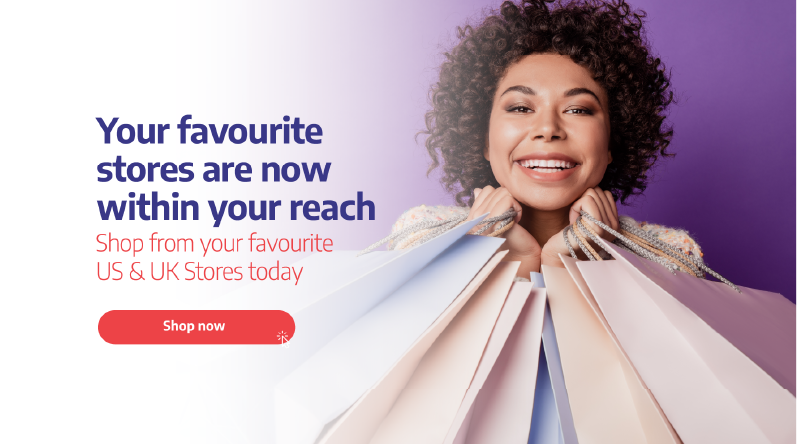 Your favourite
stores are now
within your reach
Shop from your favourite
US & UK Stores today
Shop now